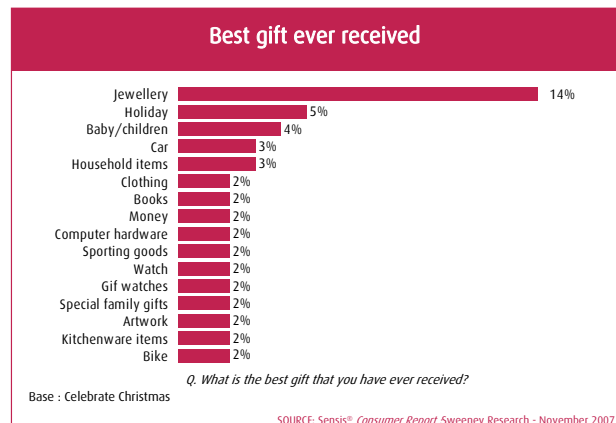 Best gift ever received
Jewellery 14%
Holiday 5%
Baby/children 4%
Car 3%
Household items 3%
Clothing 2%
Books 2%
Money 2%
Computer hardware 2%
Sporting goods 2%
Watch 2%
Gif watches 2%
Special family gifts 2%
Artwork 2%
Kitchenware items 2%
Bike 2%
Q. What is the best gift that you have ever received?
Base : Celebrate Christmas
SOURCE: Sensis® Consumer Report Sweeney Research - November 2007